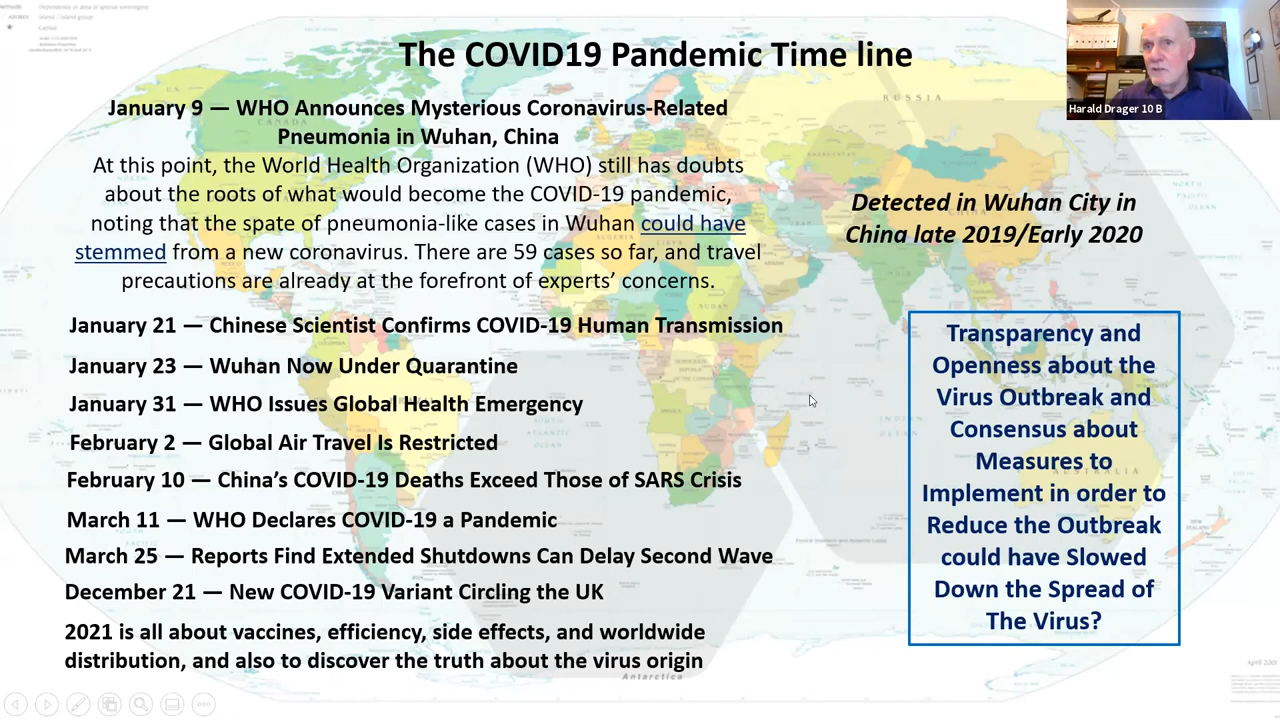 The COVID19 Pandemic Time line
Harald Drager 10 B
January 9 — WHO Announces Mysterious Coronavirus-Related
Pneumonia in Wuhan, China
At this point, the World Health Organization (WHO) still has doubts
about the roots of what would become the COVID-19 pandemic,
noting that the spate of pneumonia-like cases in Wuhan could have
stemmed from a new coronavirus. There are 59 cases so far, and travel
precautions are already at the forefront of experts’ concerns.
January 21 — Chinese Scientist Confirms COVID-19 Human Transmission
January 23 — Wuhan Now Under Quarantine
January 31 — WHO Issues Global Health Emergency
February 2 — Global Air Travel Is Restricted
February 10 — China’s COVID-19 Deaths Exceed Those of SARS Crisis
March 11 — WHO Declares COVID-19 a Pandemic
March 25 — Reports Find Extended Shutdowns Can Delay Second Wave
December 21 — New COVID-19 Variant Circling the UK
2021 is all about vaccines, efficiency, side effects, and worldwide
distribution, and also to discover the truth about the virus origin
Detected in Wuhan City in
China late 2019/Early 2020
Transparency and
Openness about the
Virus Outbreak and
Consensus about
Measures to
Implement in order to
Reduce the Outbreak
could have Slowed
Down the Spread of
The Virus?
RUSSIA
CANADA
CHINA
AUSTRALIA
Antarctica